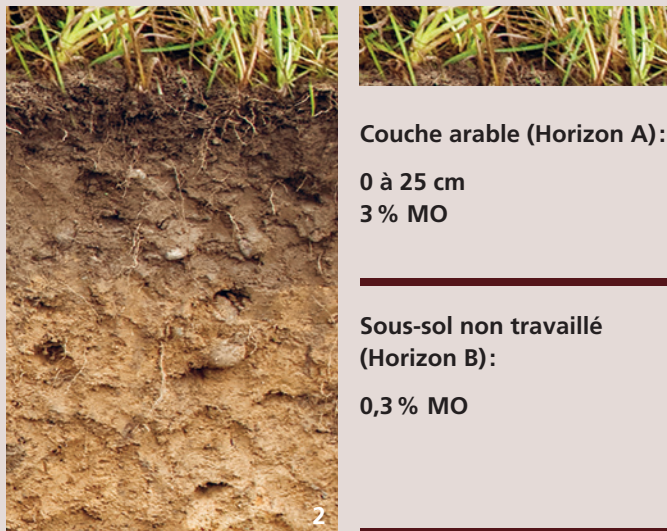 Couche arable (Horizon A):
0 à 25 cm
3 % MO
Sous-sol non travaillé
(Horizon B):
0,3 % MO
2